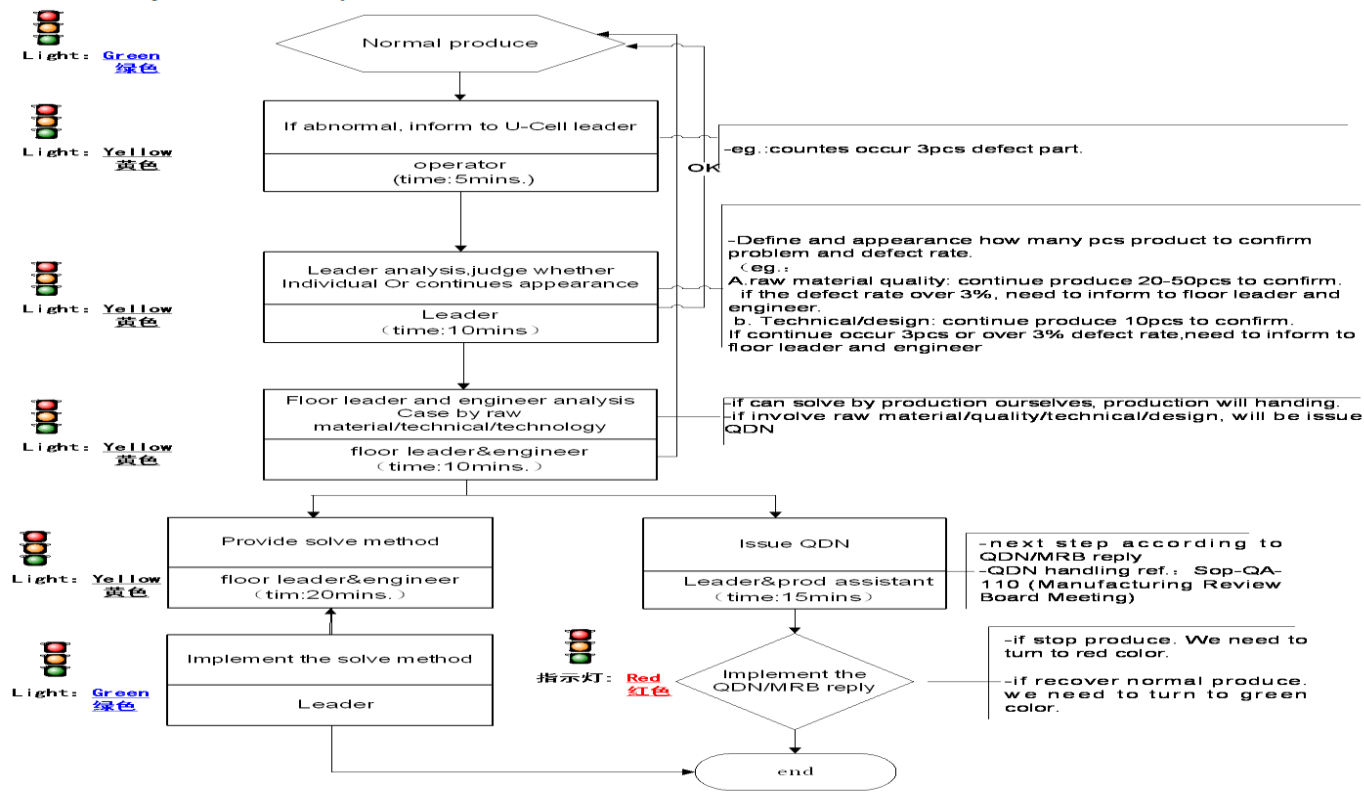 Normal produce
Light: Green
绿色
If abnormal, inform to U-Cell leader
operator
(time:5mins.)
Light: Yellow
黄色
-eg.:countes occur 3pcs defect part.
OK
Leader analysis,judge whether
Individual Or continues appearance
Leader
（time:10mins）
Light: Yellow
黄色
-Define and appearance how many pcs product to confirm
problem and defect rate.
（eg.:
A.raw material quality: continue produce 20-50pcs to confirm.
if the defect rate over 3%, need to inform to floor leader and
engineer.
b. Technical/design: continue produce 10pcs to confirm.
If continue occur 3pcs or over 3% defect rate,need to inform to
floor leader and engineer
Floor leader and engineer analysis
Case by raw
material/technical/technology
floor leader&engineer
（time:10mins.）
Light: Yellow
黄色
-if can solve by production ourselves, production will handing.
-if involve raw material/quality/technical/design, will be issue
QDN
Provide solve method
floor leader&engineer
（tim:20mins.）
Light: Yellow
黄色
Issue QDN
Leader&prod assistant
（time:15mins）
-next step according to
QDN/MRB reply
-QDN handling ref.: Sop-QA-
110 (Manufacturing Review
Board Meeting)
Implement the solve method
Leader
Light: Green
绿色
指示灯: Red
红色
Implement the
QDN/MRB reply
-if stop produce. We need to
turn to red color.
-if recover normal produce.
we need to turn to green
color.
end